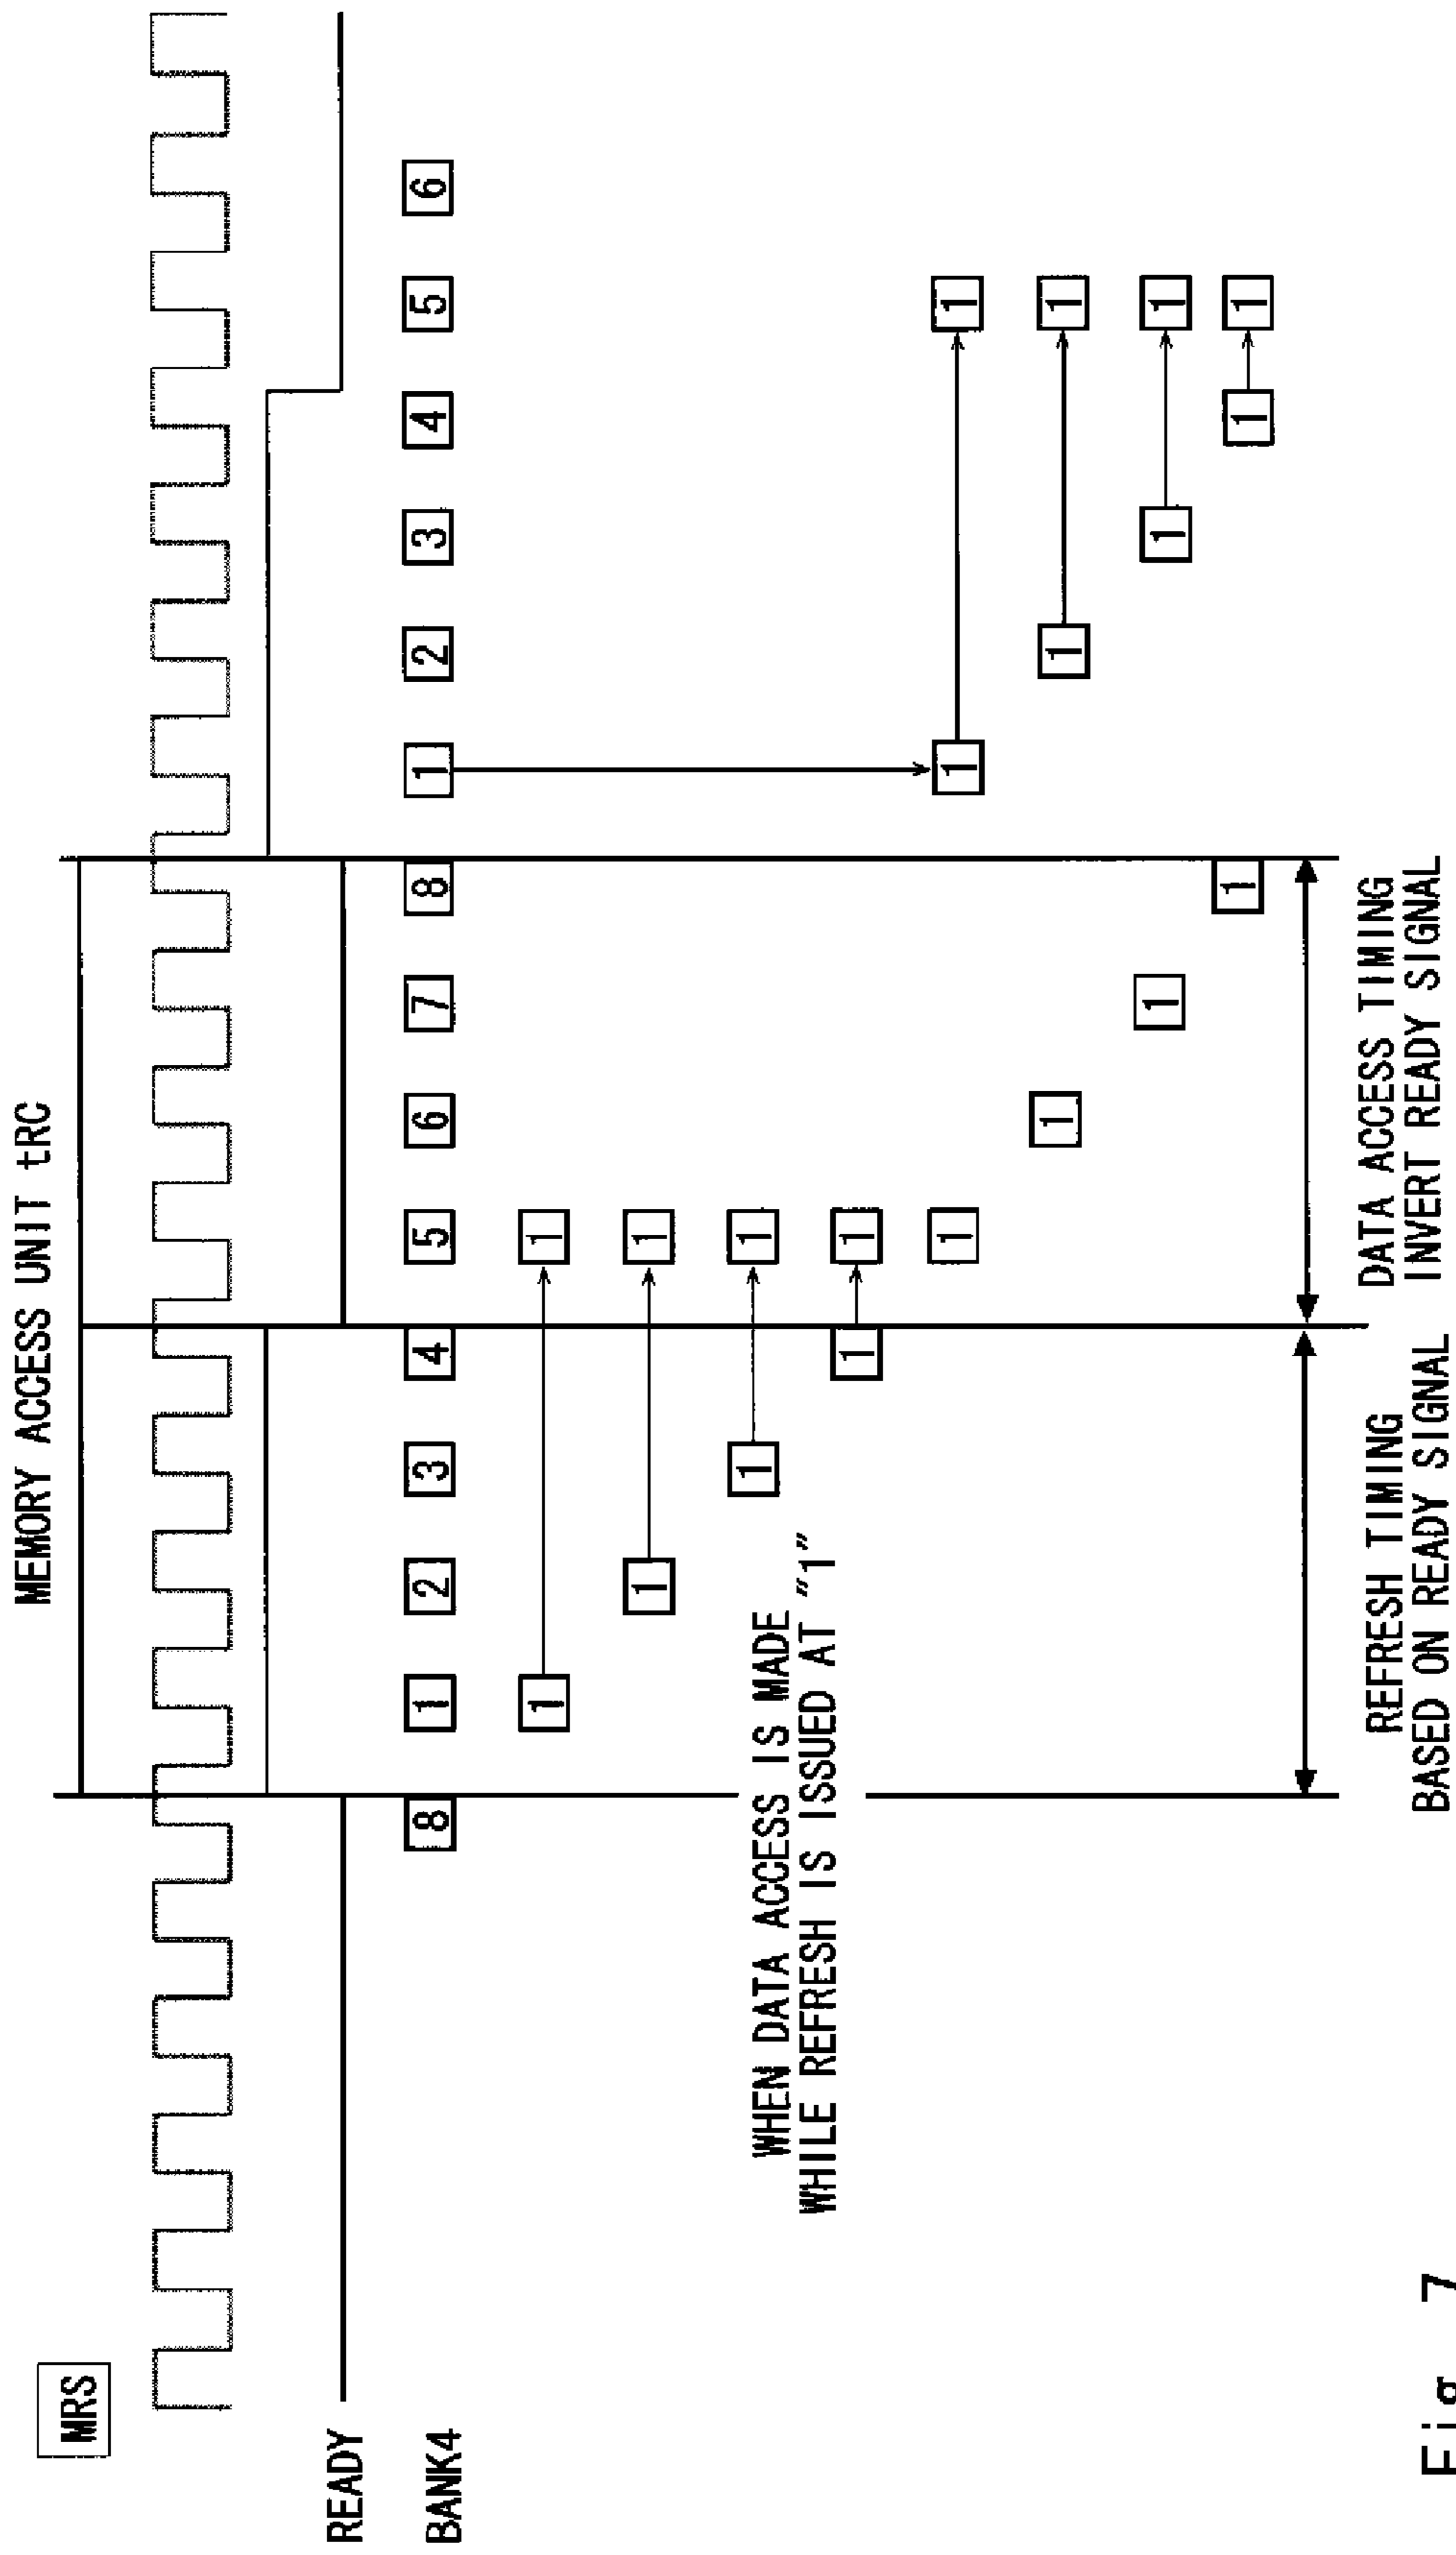 MEMORY ACCESS UNIT tRC
MRS
READY
BANK4
8 1 2 3 4 5 6 7 8 1 2 3 4 5 6
1 1
1 1
WHEN DATA ACCESS IS MADE
WHILE REFRESH IS ISSUED AT "1"
1 1
1 1
1 1 1
1 1 1
1 1 1
1 1 1
REFRESH TIMING
BASED ON READY SIGNAL
DATA ACCESS TIMING
INVERT READY SIGNAL
Fig. 7